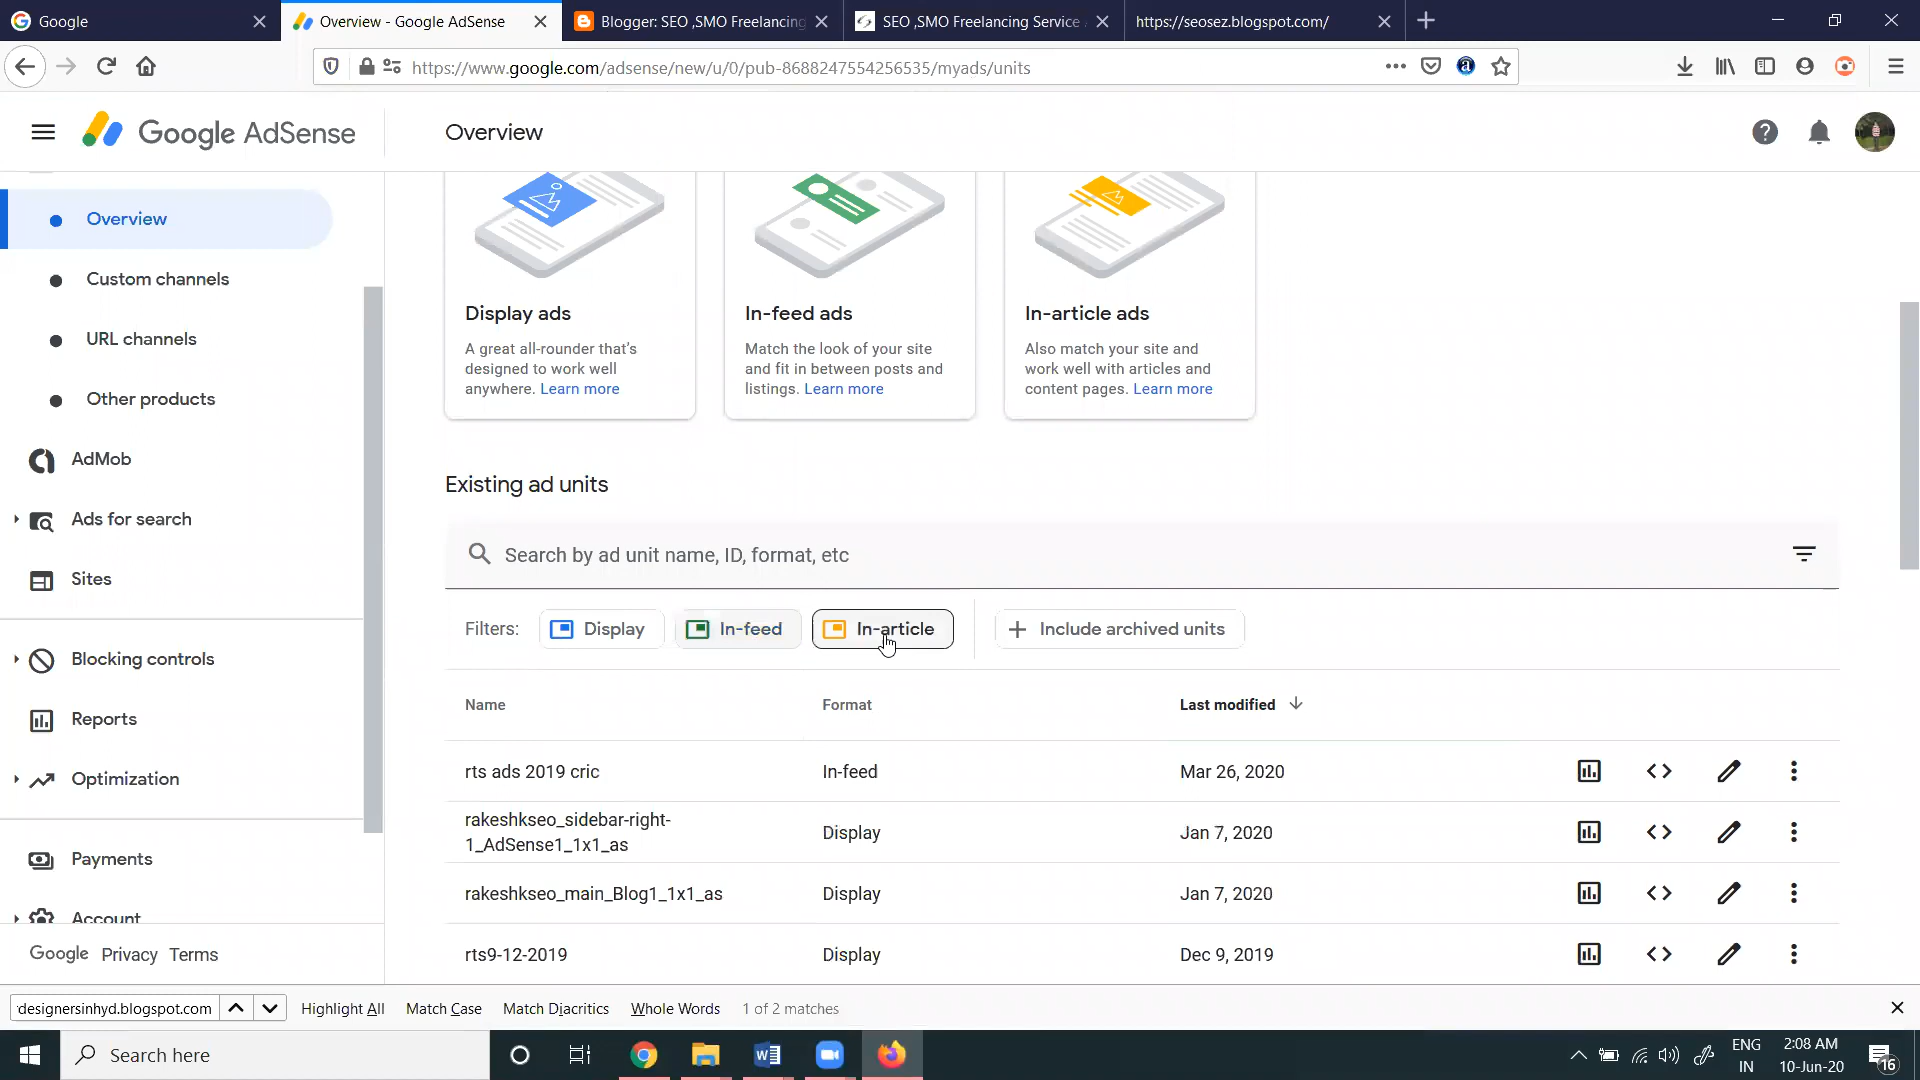 Google
Overview - Google AdSense
Blogger: SEO ,SMO Freelancing
SEO ,SMO Freelancing Service
https://seosez.blogspot.com/
https://www.google.com/adsense/new/u/0/pub-8688247554256535/myads/units
Google AdSense
Overview
Overview
Custom channels
URL channels
Other products
AdMob
Ads for search
Sites
Blocking controls
Reports
Optimization
Payments
Account
Google Privacy Terms
Display ads
A great all-rounder that's
designed to work well
anywhere. Learn more
In-feed ads
Match the look of your site
and fit in between posts and
listings. Learn more
In-article ads
Also match your site and
work well with articles and
content pages. Learn more
Existing ad units
Search by ad unit name, ID, format, etc
Filters: Display In-feed In-article Include archived units
Name Format Last modified
rts ads 2019 cric In-feed Mar 26, 2020
rakeshkseo_sidebar-right-
1_AdSense1_1x1_as Display Jan 7, 2020
rakeshkseo_main_Blog1_1x1_as Display Jan 7, 2020
rts9-12-2019 Display Dec 9, 2019
designersinhyd.blogspot.com Highlight All Match Case Match Diacritics Whole Words 1 of 2 matches
Search here
ENG
IN
2:08 AM
10-Jun-20
16